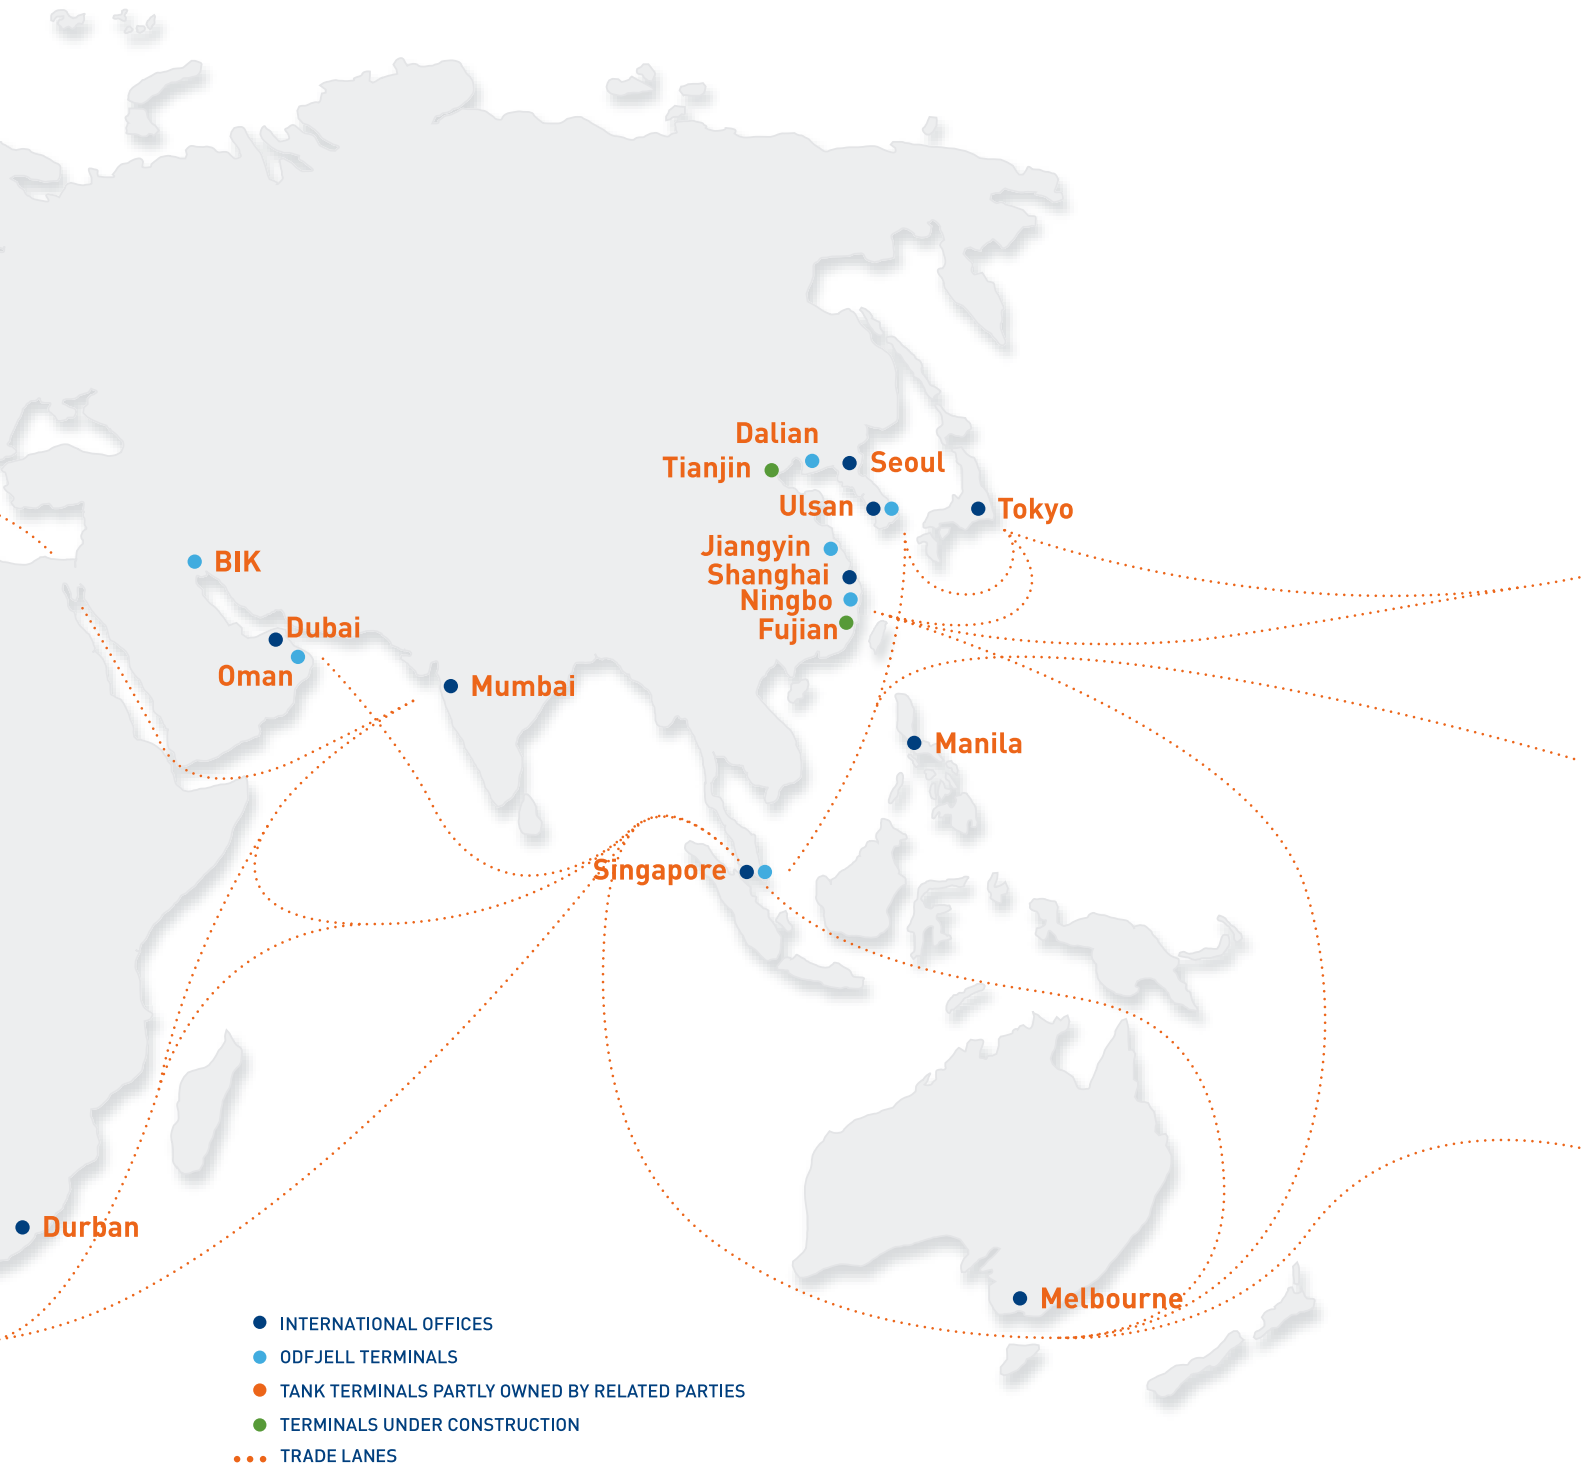 Dalian
Seoul
Tianjin
Ulsan
Tokyo
Jiangyin
BIK
Shanghai
Ningbo
Dubai
Fujian
Oman
Mumbai
Manila
Singapore
Durban
Melbourne
INTERNATIONAL OFFICES
ODFJELL TERMINALS
TANK TERMINALS PARTLY OWNED BY RELATED PARTIES
TERMINALS UNDER CONSTRUCTION
TRADE LANES